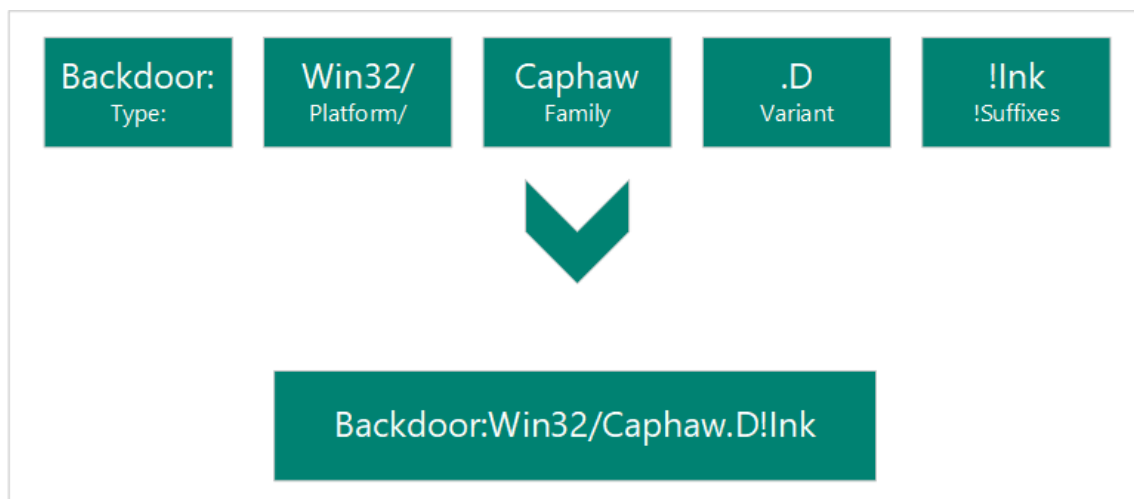 Backdoor:
Type:
Win32/
Platform/
Caphaw
Family
.D
Variant
!lnk
!Suffixes
Backdoor:Win32/Caphaw.D!lnk